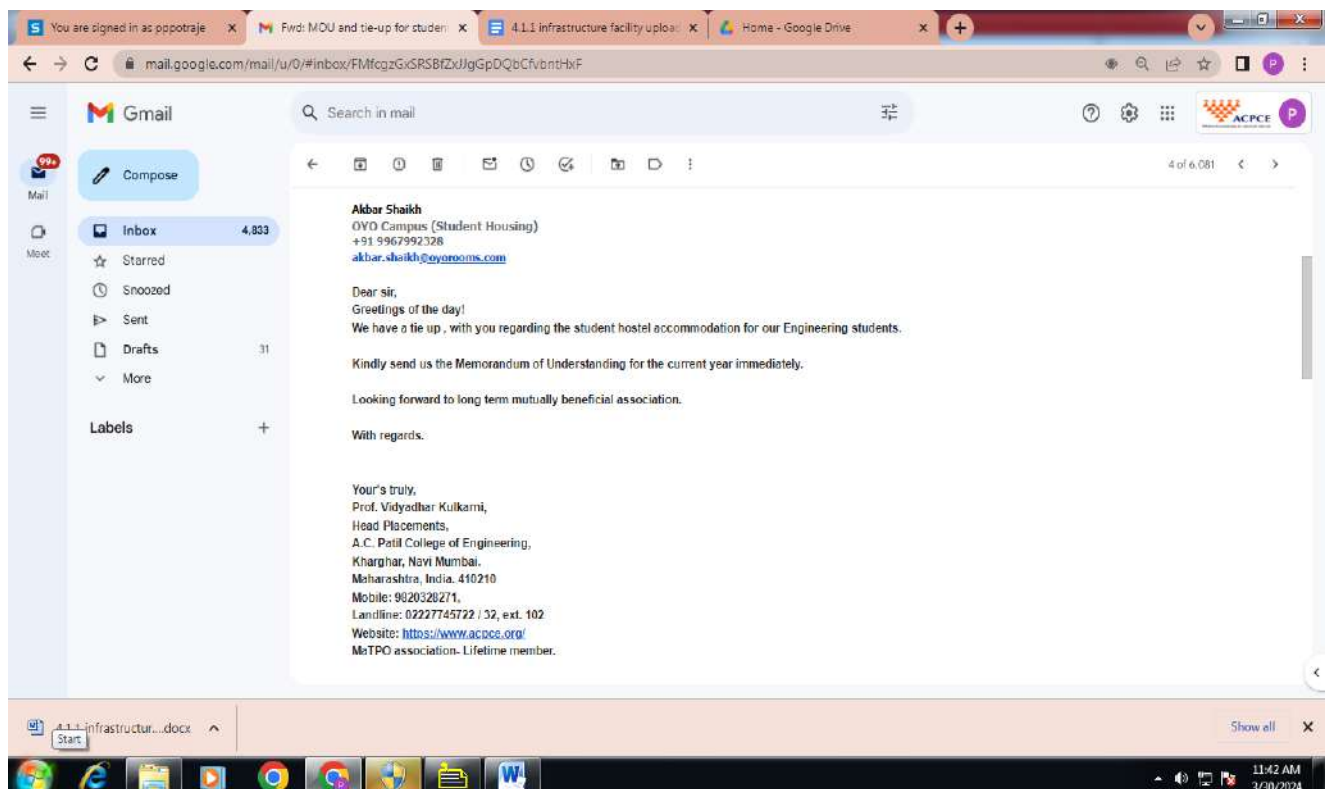 You are signed in as pppotraje
Fwd: MOU and tie-up for studen
4.1.1 infrastructure facility uploa
Home - Google Drive
mail.google.com/mail/u/0/#inbox/
Gmail
Search in mail
ACPCE
P
99+
Mail
Meet
Compose
4 of 6,081
Inbox 4,833
Starred
Snoozed
Sent
Drafts 31
More
Labels +
Akbar Shaikh
OYO Campus (Student Housing)
+91 9967992328
akbar.shaikh@oyorooms.com
Dear sir,
Greetings of the day!
We have a tie up , with you regarding the student hostel accommodation for our Engineering students.
Kindly send us the Memorandum of Understanding for the current year immediately.
Looking forward to long term mutually beneficial association.
With regards.
Your's truly,
Prof. Vidyadhar Kulkarni,
Head Placements,
A.C. Patil College of Engineering,
Kharghar, Navi Mumbai.
Maharashtra, India. 410210
Mobile: 9820328271,
Landline: 02227745722 / 32, ext. 102
Website: https://www.acpce.org/
MaTPO association- Lifetime member.
4.1.1 infrastructur....docx
Show all
Start
11:42 AM
3/30/2024